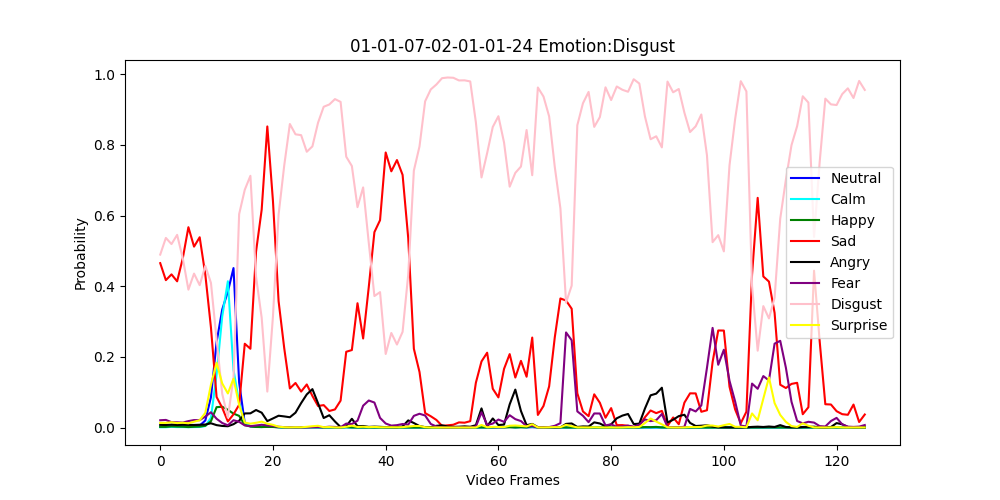 01-01-07-02-01-01-24 Emotion:Disgust
1.0
0.8
0.6
0.4
0.2
0.0
Probability
0 20 40 60 80 100 120
Video Frames
Neutral
Calm
Happy
Sad
Angry
Fear
Disgust
Surprise